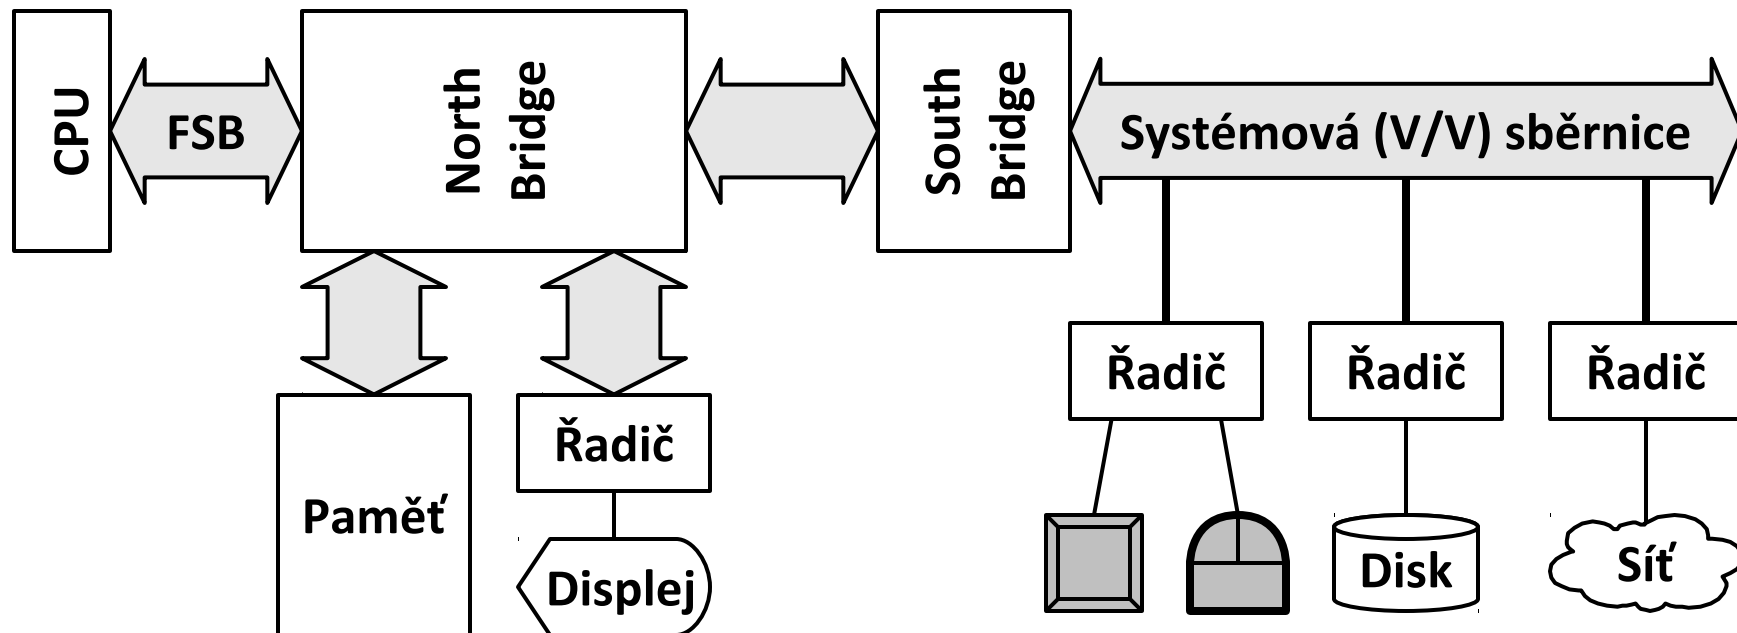 CPU
FSB
North
Bridge
South
Bridge
Systémová (V/V) sběrnice
Řadič
Řadič
Řadič
Řadič
Paměť
Displej
Disk
Síť